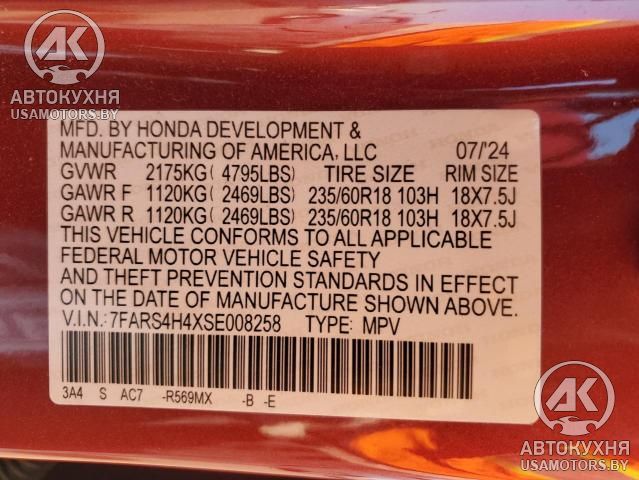 AK
АВТОКУХНЯ
USAMOTORS.BY
MFD. BY HONDA DEVELOPMENT &
MANUFACTURING OF AMERICA, LLC 07/'24
GVWR 2175KG( 4795LBS) TIRE SIZE RIM SIZE
GAWR F 1120KG( 2469LBS) 235/60R18 103H 18X7.5J
GAWR R 1120KG( 2469LBS) 235/60R18 103H 18X7.5J
THIS VEHICLE CONFORMS TO ALL APPLICABLE
FEDERAL MOTOR VEHICLE SAFETY
AND THEFT PREVENTION STANDARDS IN EFFECT
ON THE DATE OF MANUFACTURE SHOWN ABOVE.
V.I.N.:7FARS4H4XSE008258 TYPE: MPV
3A4 S AC7 -R569MX -B -E
AK
АВТОКУХНЯ
USAMOTORS.BY